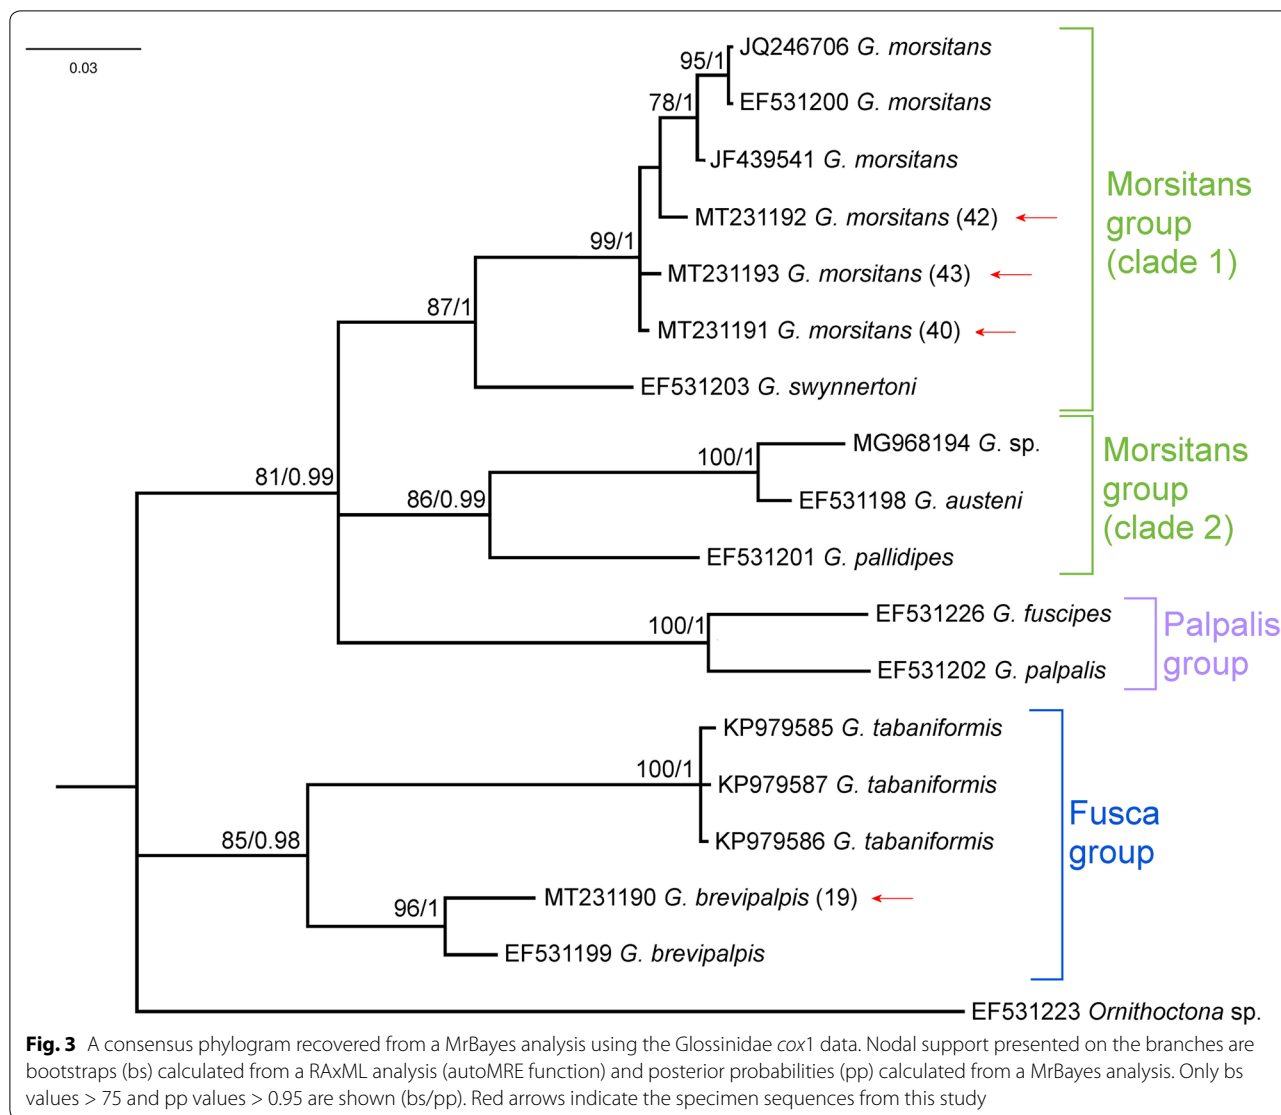 0.03
95/1
JQ246706 G. morsitans
78/1
EF531200 G. morsitans
JF439541 G. morsitans
MT231192 G. morsitans (42)
99/1
MT231193 G. morsitans (43)
87/1
MT231191 G. morsitans (40)
EF531203 G. swynnertoni
Morsitans
group
(clade 1)
81/0.99
86/0.99
100/1
MG968194 G. sp.
EF531198 G. austeni
EF531201 G. pallidipes
Morsitans
group
(clade 2)
100/1
EF531226 G. fuscipes
EF531202 G. palpalis
Palpalis
group
85/0.98
100/1
KP979585 G. tabaniformis
KP979587 G. tabaniformis
KP979586 G. tabaniformis
96/1
MT231190 G. brevipalpis (19)
EF531199 G. brevipalpis
Fusca
group
EF531223 Ornithoctona sp.
Fig. 3 A consensus phylogram recovered from a MrBayes analysis using the Glossinidae cox1 data. Nodal support presented on the branches are
bootstraps (bs) calculated from a RAxML analysis (autoMRE function) and posterior probabilities (pp) calculated from a MrBayes analysis. Only bs
values > 75 and pp values > 0.95 are shown (bs/pp). Red arrows indicate the specimen sequences from this study